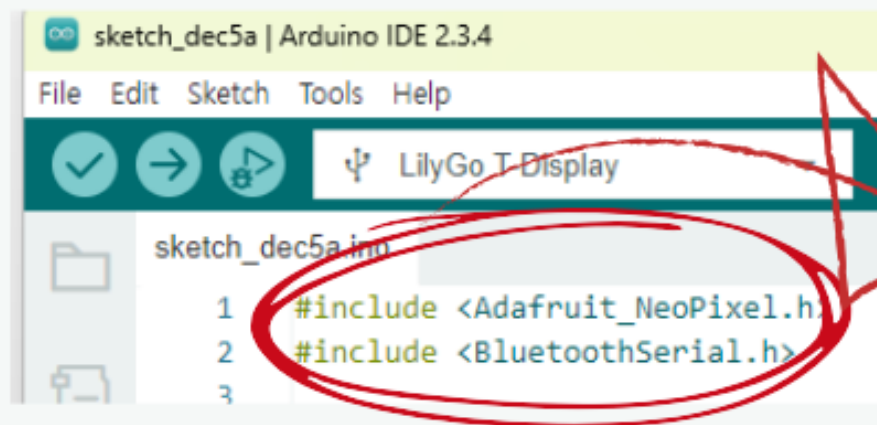 sketch_dec5a | Arduino IDE 2.3.4
File Edit Sketch Tools Help
LilyGo T-Display
sketch_dec5a.ino
1 #include <Adafruit_NeoPixel.h>
2 #include <BluetoothSerial.h>
3